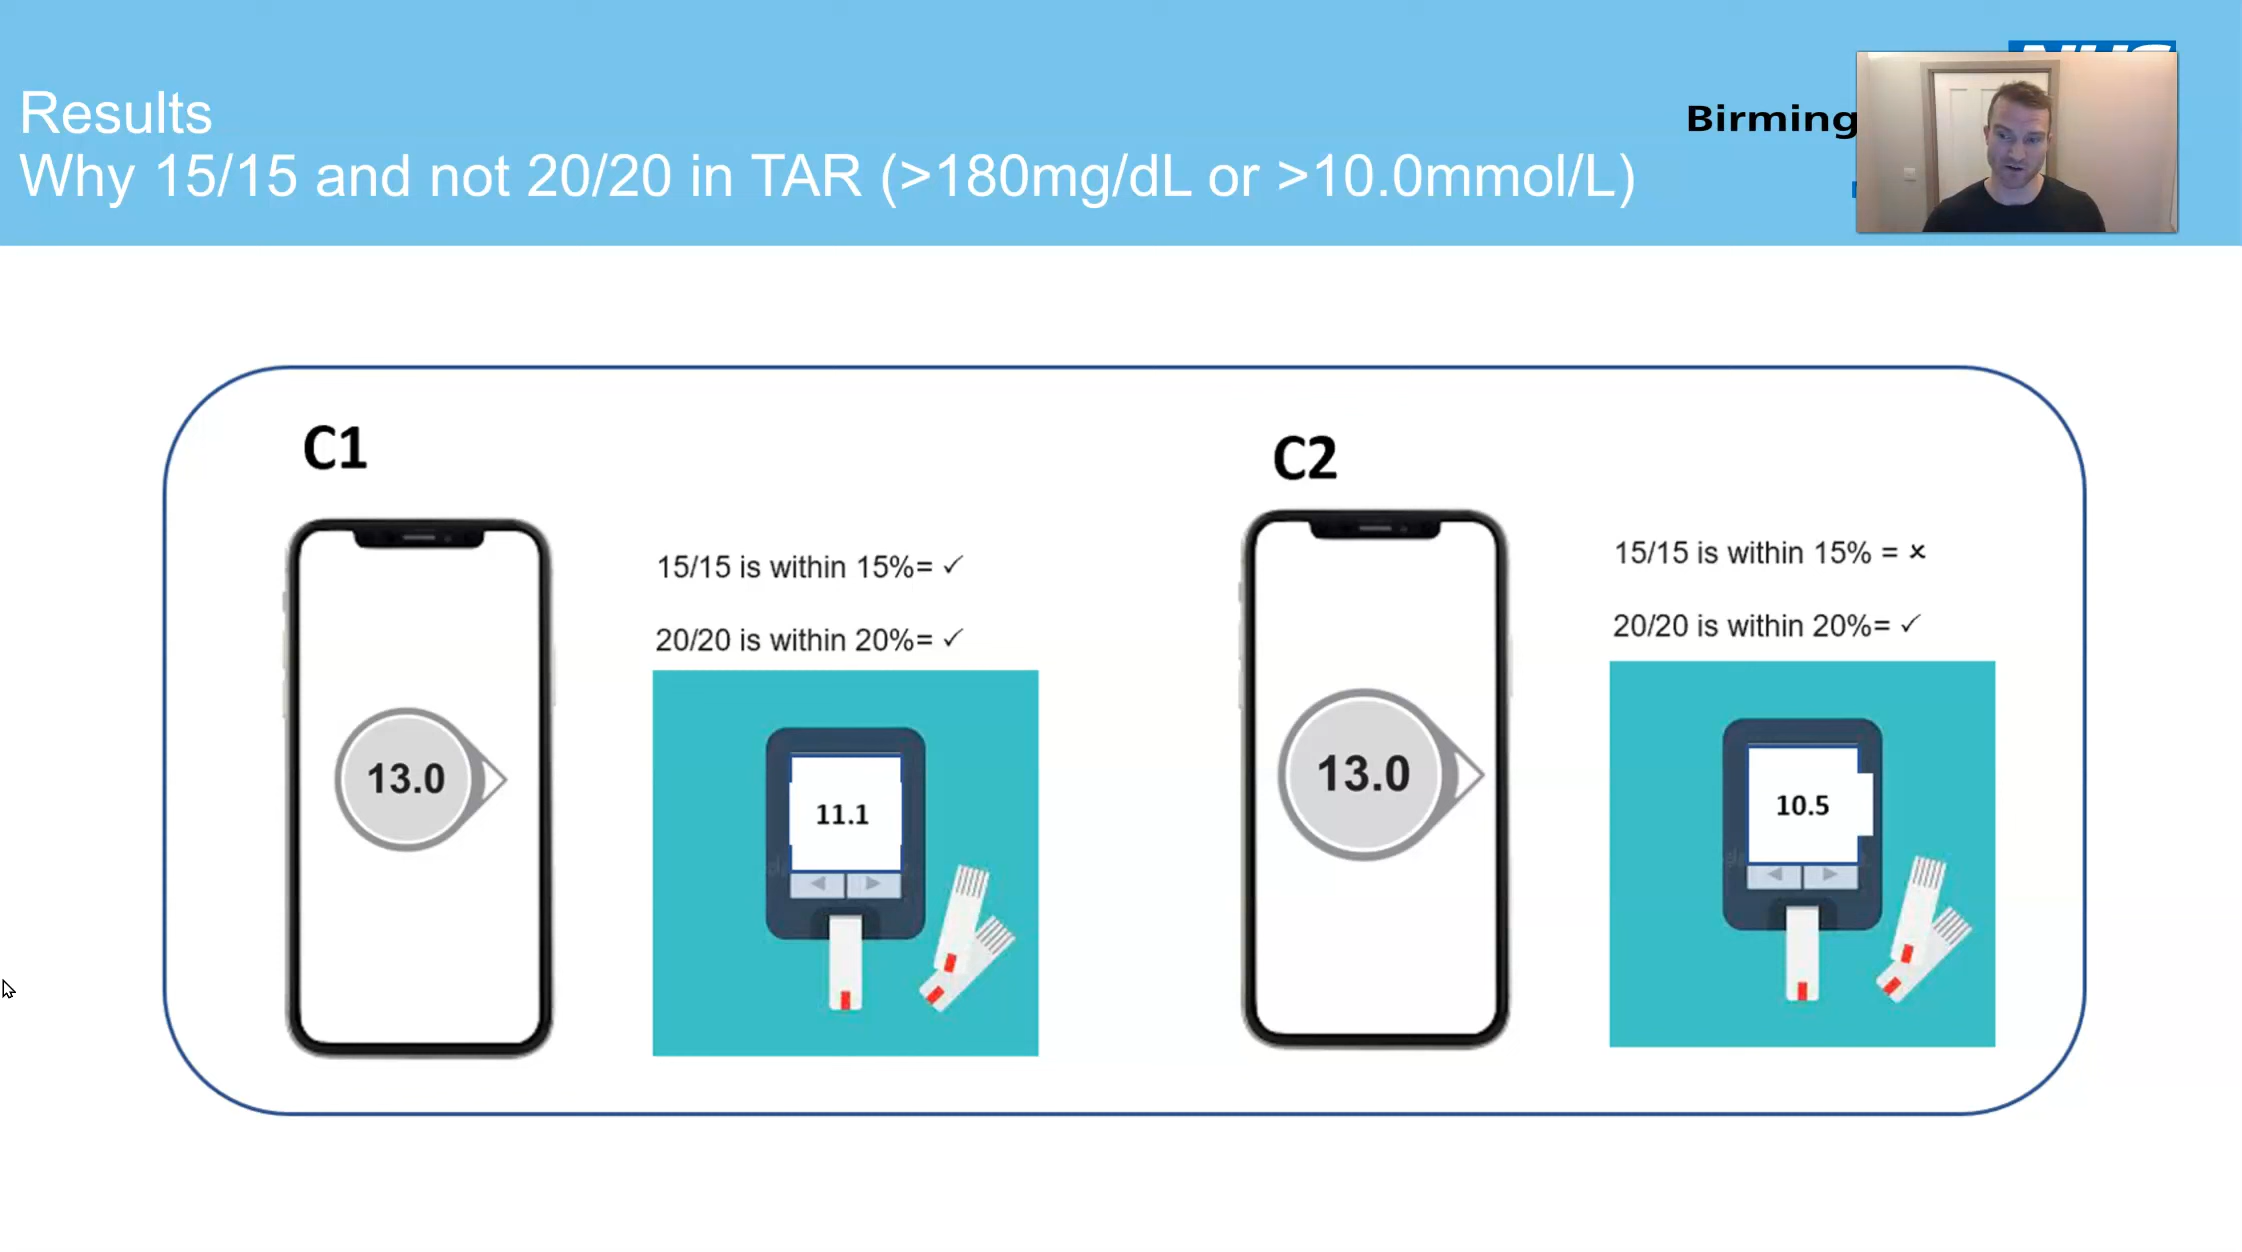 Results
Why 15/15 and not 20/20 in TAR (>180mg/dL or >10.0mmol/L)
NHS
Birming
C1
15/15 is within 15%= ✓
20/20 is within 20%= ✓
13.0
11.1
C2
15/15 is within 15% = ×
20/20 is within 20%= ✓
13.0
10.5